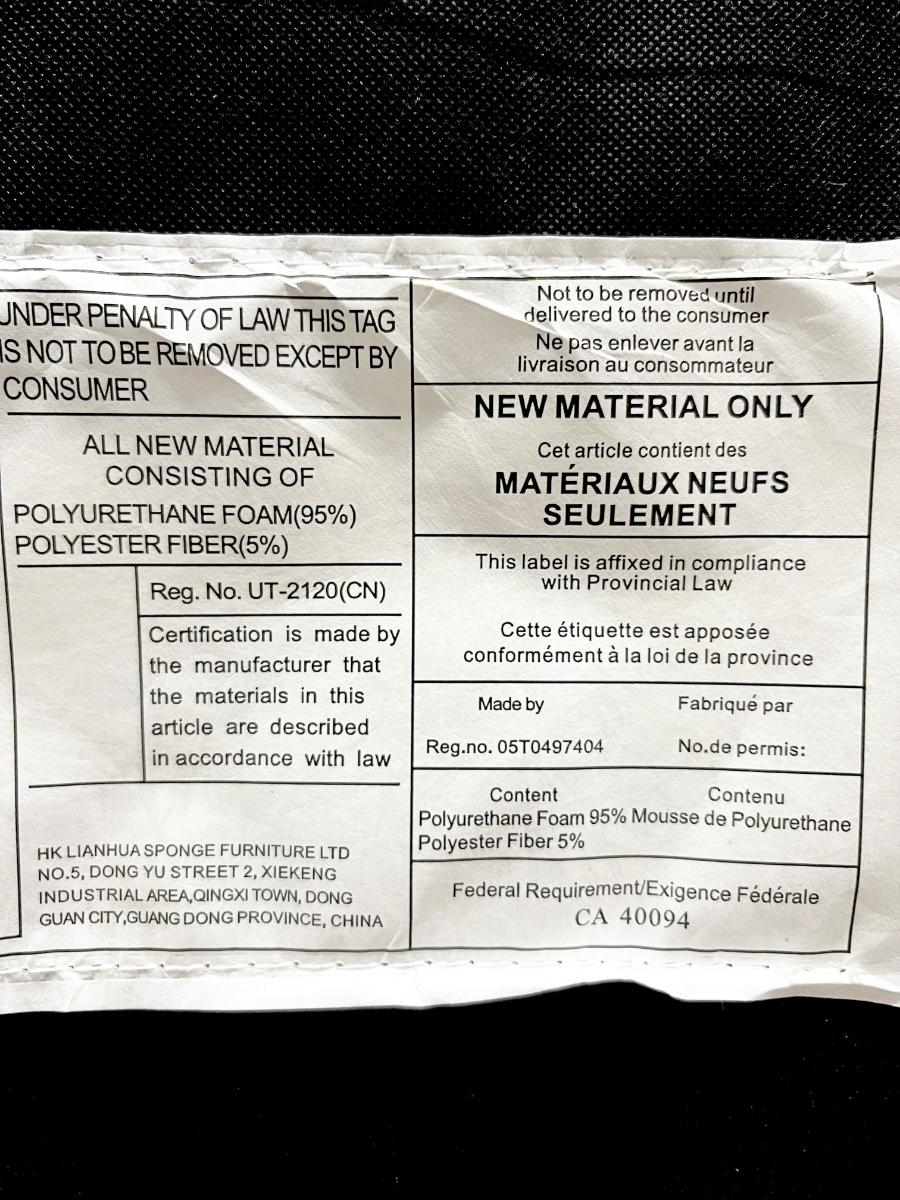 UNDER PENALTY OF LAW THIS TAG
IS NOT TO BE REMOVED EXCEPT BY
CONSUMER
ALL NEW MATERIAL
CONSISTING OF
POLYURETHANE FOAM(95%)
POLYESTER FIBER(5%)
Reg. No. UT-2120(CN)
Certification is made by
the manufacturer that
the materials in this
article are described
in accordance with law
HK LIANHUA SPONGE FURNITURE LTD
NO.5, DONG YU STREET 2, XIEKENG
INDUSTRIAL AREA,QINGXI TOWN, DONG
GUAN CITY,GUANG DONG PROVINCE, CHINA
Not to be removed until
delivered to the consumer
Ne pas enlever avant la
livraison au consommateur
NEW MATERIAL ONLY
Cet article contient des
MATÉRIAUX NEUFS
SEULEMENT
This label is affixed in compliance
with Provincial Law
Cette étiquette est apposée
conformément à la loi de la province
Made by Fabriqué par
Reg.no. 05T0497404 No.de permis:
Content Contenu
Polyurethane Foam 95% Mousse de Polyurethane
Polyester Fiber 5%
Federal Requirement/Exigence Fédérale
CA 40094